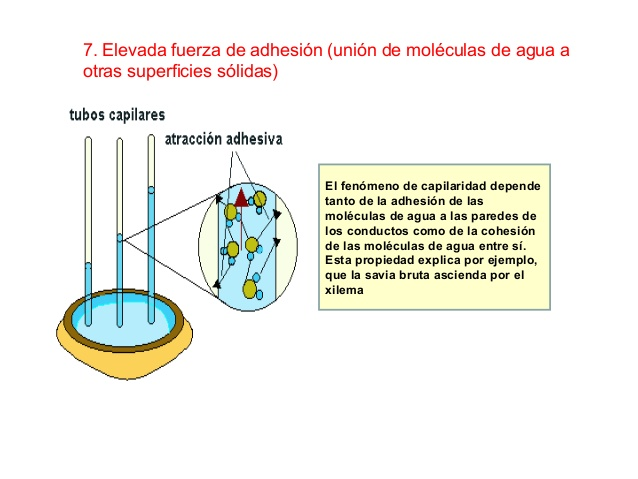 7. Elevada fuerza de adhesión (unión de moléculas de agua a
otras superficies sólidas)
tubos capilares
atracción adhesiva
El fenómeno de capilaridad depende
tanto de la adhesión de las
moléculas de agua a las paredes de
los conductos como de la cohesión
de las moléculas de agua entre sí.
Esta propiedad explica por ejemplo,
que la savia bruta ascienda por el
xilema